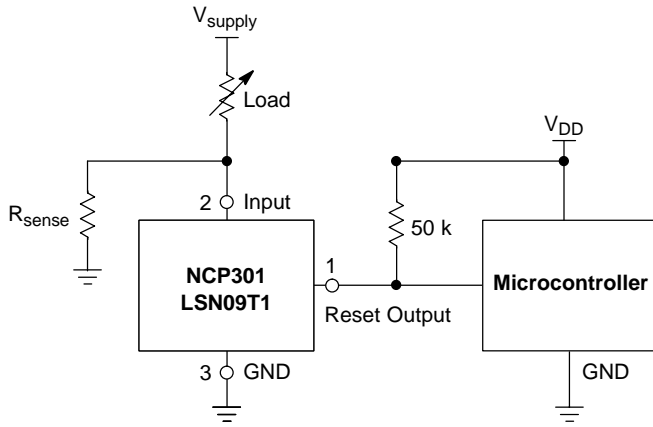 Vsupply
Load
VDD
Rsense
2 Input
50 k
NCP301
LSN09T1
1
Microcontroller
Reset Output
3 GND
GND